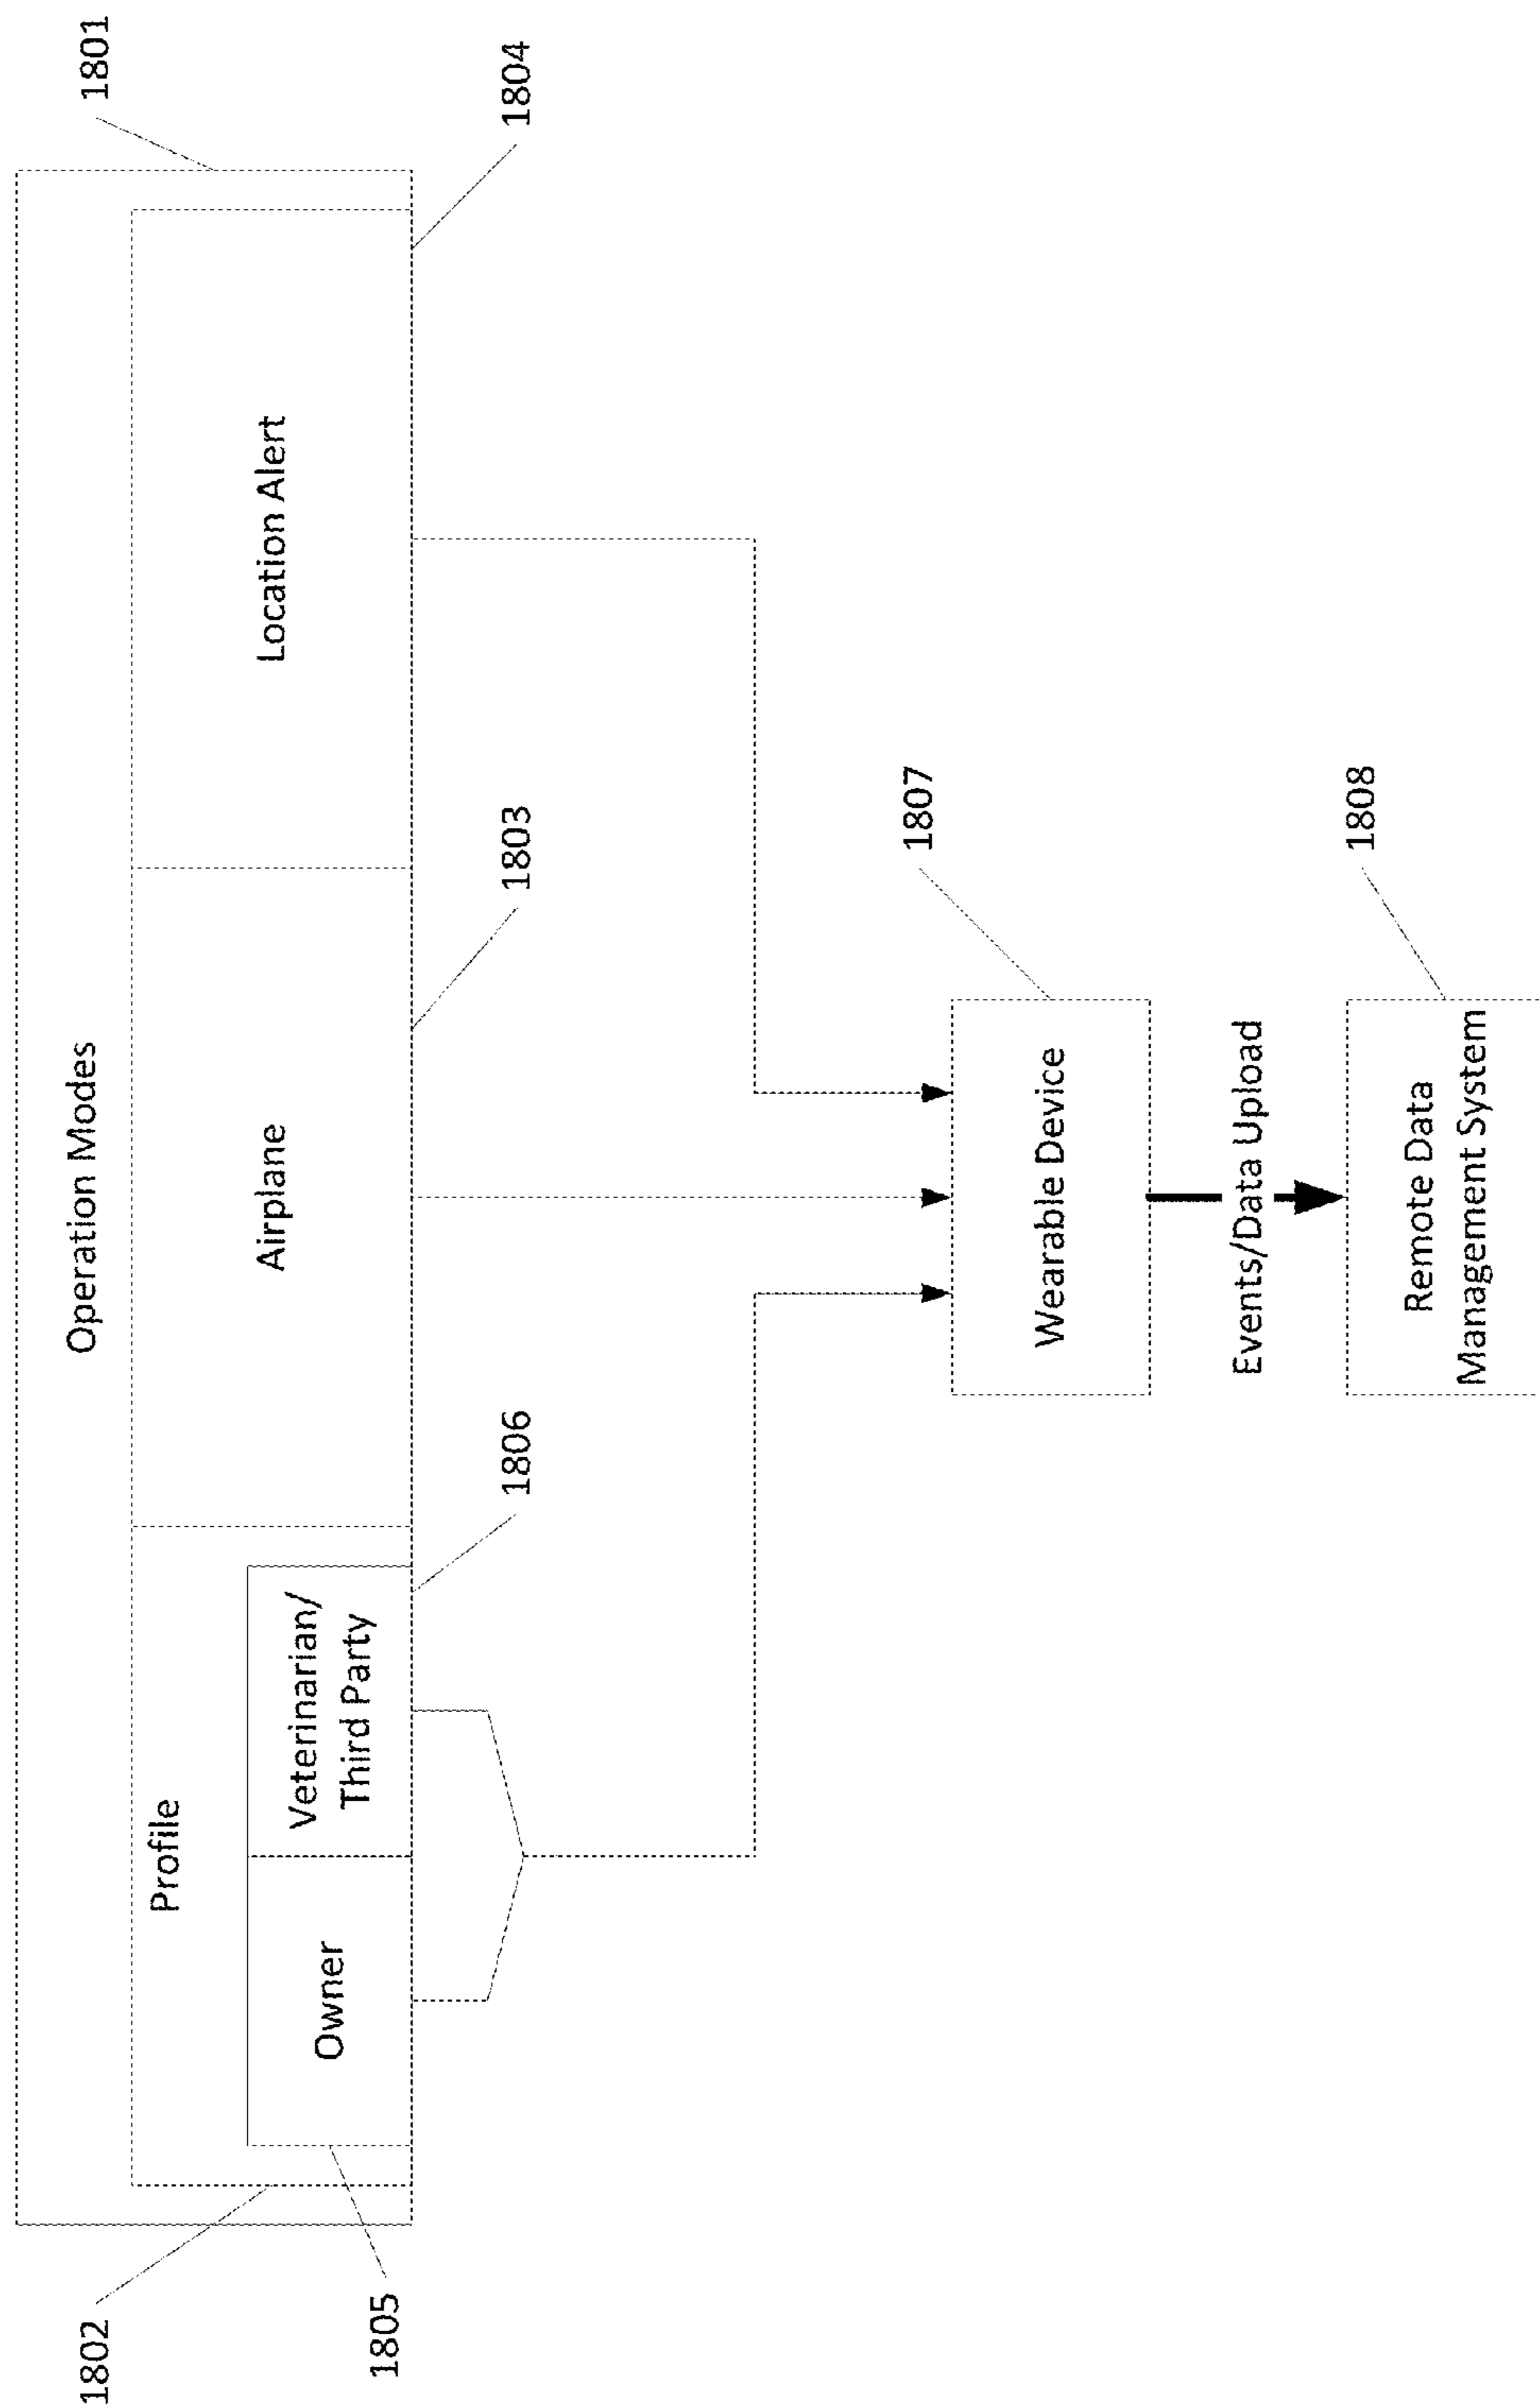 Operation Modes
1801
1802
Profile
Airplane
Location Alert
Owner
Veterinarian/
Third Party
1805
1806
1803
1804
Wearable Device
1807
Events/Data Upload
Remote Data
Management System
1808